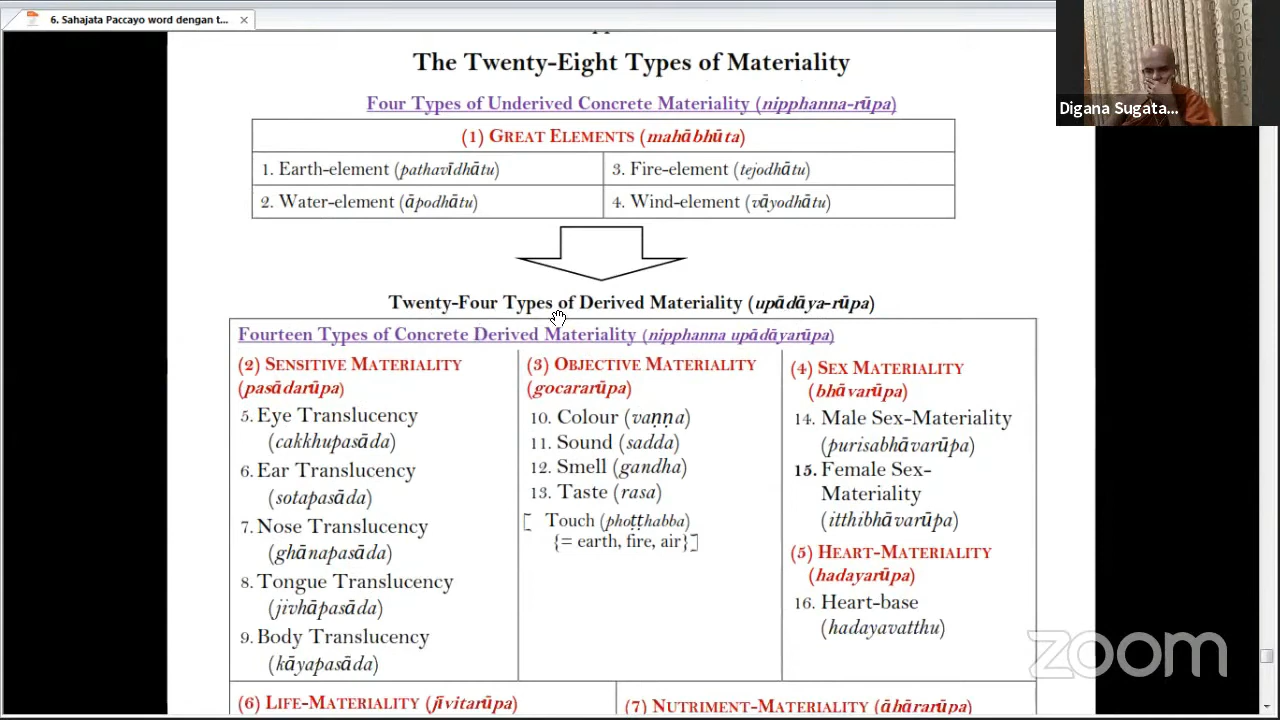 6. Sahajata Paccayo word dengan t...
Digana Sugata...
The Twenty-Eight Types of Materiality
Four Types of Underived Concrete Materiality (nipphanna-rūpa)
(1) GREAT ELEMENTS (mahābhūta)
1. Earth-element (pathavīdhātu)
3. Fire-element (tejodhātu)
2. Water-element (āpodhātu)
4. Wind-element (vāyodhātu)
Twenty-Four Types of Derived Materiality (upādāya-rūpa)
Fourteen Types of Concrete Derived Materiality (nipphanna upādāyarūpa)
(2) SENSITIVE MATERIALITY
(pasādarūpa)
5. Eye Translucency
(cakkhupasāda)
6. Ear Translucency
(sotapasāda)
7. Nose Translucency
(ghānapasāda)
8. Tongue Translucency
(jivhāpasāda)
9. Body Translucency
(kāyapasāda)
(3) OBJECTIVE MATERIALITY
(gocararūpa)
10. Colour (vaṇṇa)
11. Sound (sadda)
12. Smell (gandha)
13. Taste (rasa)
[ Touch (phoṭṭhabba)
{= earth, fire, air}]
(4) SEX MATERIALITY
(bhāvarūpa)
14. Male Sex-Materiality
(purisabhāvarūpa)
15. Female Sex-
Materiality
(itthibhāvarūpa)
(5) HEART-MATERIALITY
(hadayarūpa)
16. Heart-base
(hadayavatthu)
(6) LIFE-MATERIALITY (jīvitarūpa)
(7) NUTRIMENT-MATERIALITY (āhārarūpa)
zoom